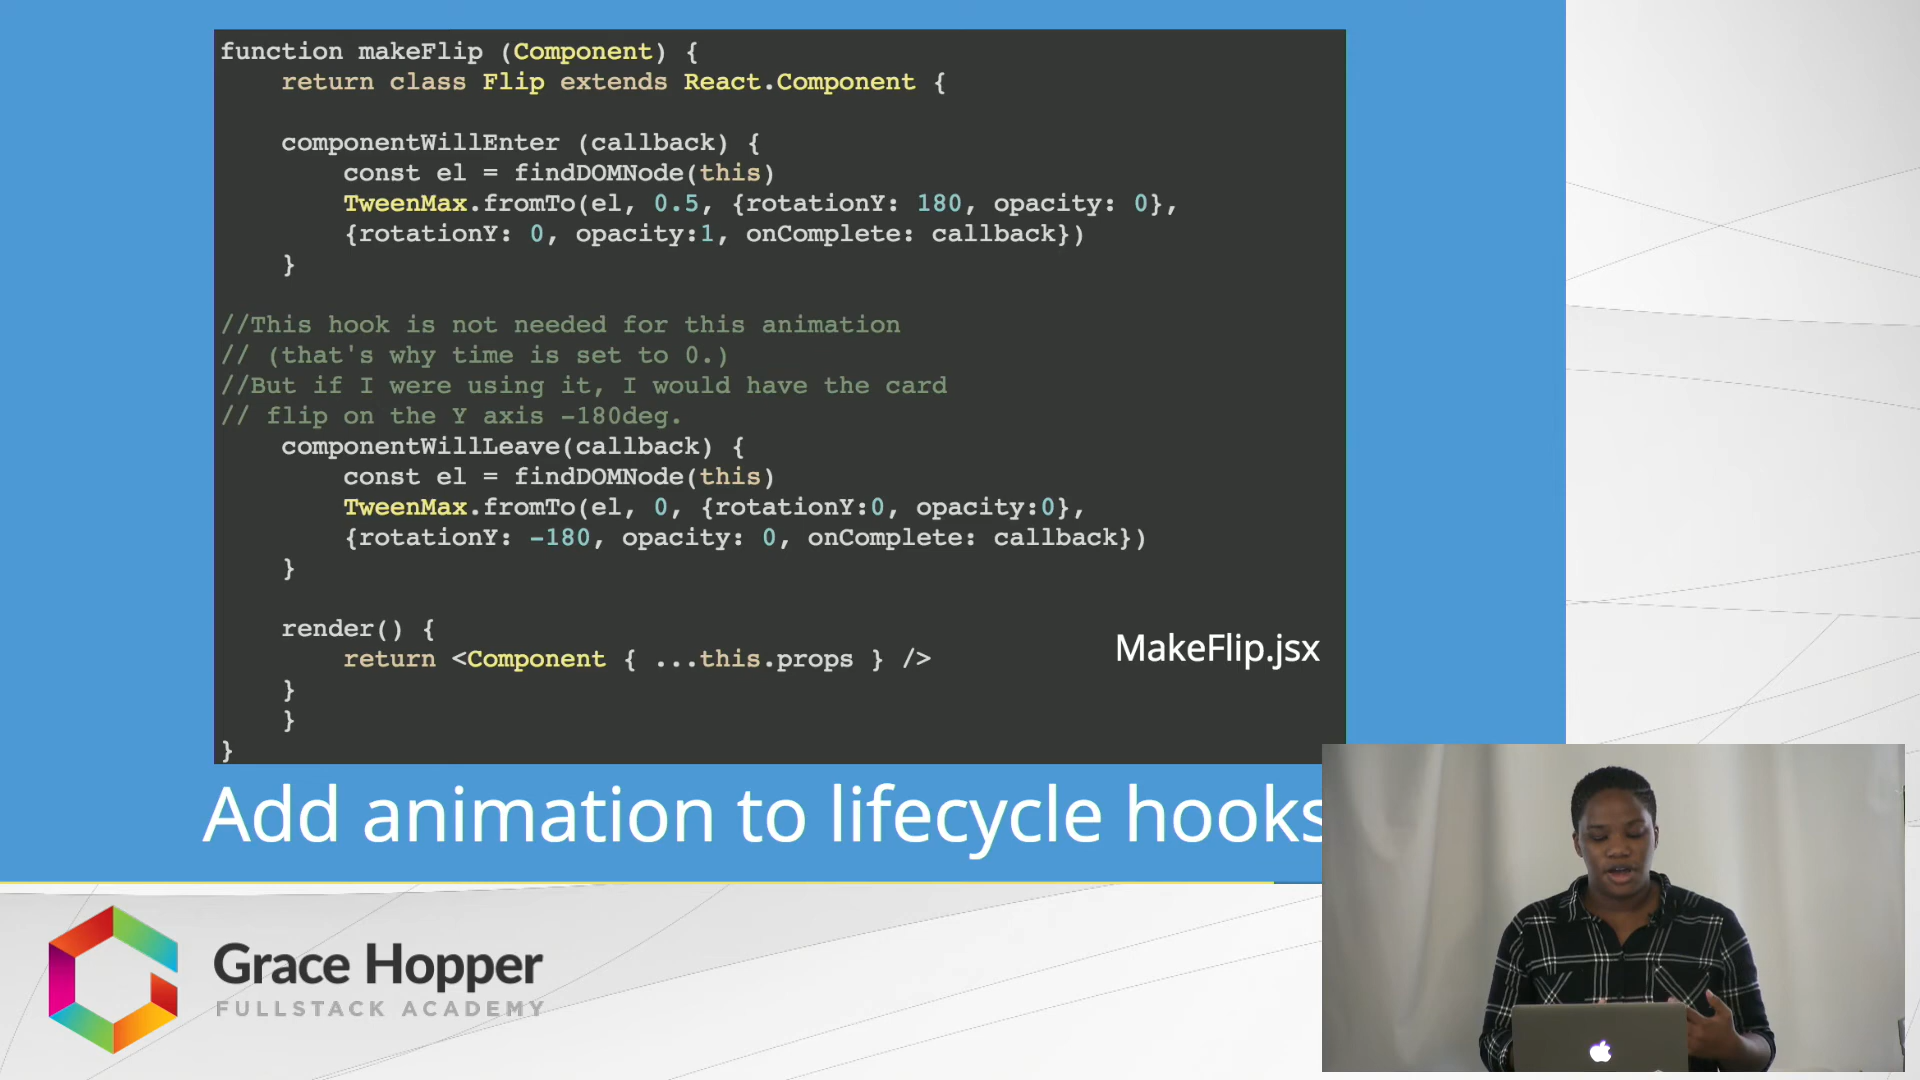 function makeFlip (Component) {
return class Flip extends React.Component {
componentWillEnter (callback) {
const el = findDOMNode(this)
TweenMax.fromTo(el, 0.5, {rotationY: 180, opacity: 0},
{rotationY: 0, opacity:1, onComplete: callback})
}
//This hook is not needed for this animation
// (that's why time is set to 0.)
//But if I were using it, I would have the card
// flip on the Y axis -180deg.
componentWillLeave(callback) {
const el = findDOMNode(this)
TweenMax.fromTo(el, 0, {rotationY:0, opacity:0},
{rotationY: -180, opacity: 0, onComplete: callback})
}
render() {
return <Component { ...this.props } />
}
}
}
MakeFlip.jsx
Add animation to lifecycle hooks
Grace Hopper
FULLSTACK ACADEMY